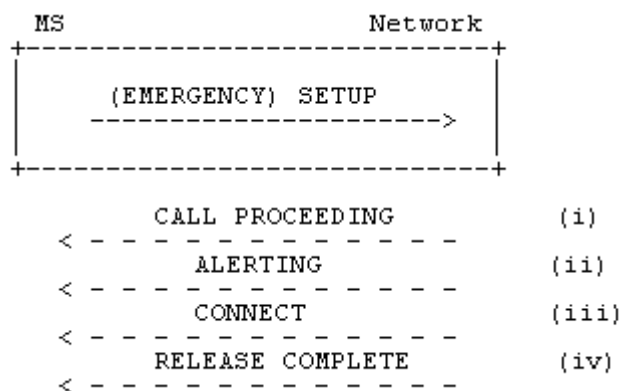 MS Network
(EMERGENCY) SETUP
CALL PROCEEDING (i)
ALERTING (ii)
CONNECT (iii)
RELEASE COMPLETE (iv)